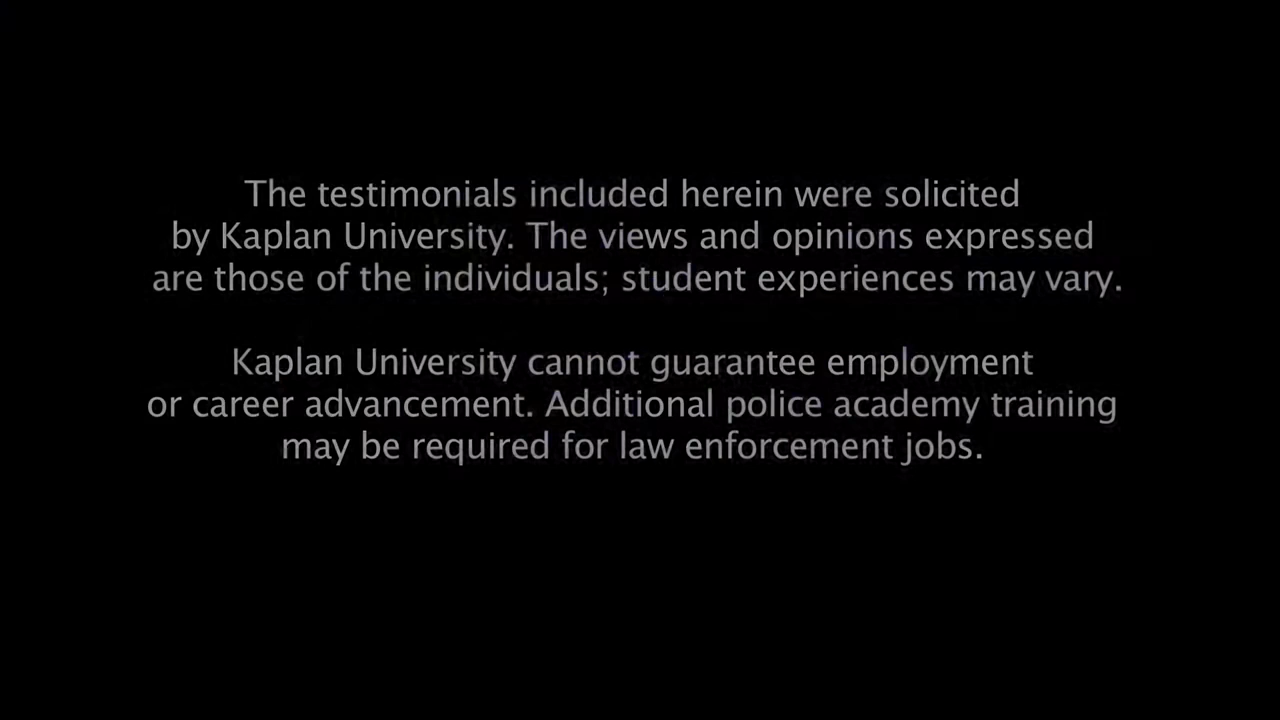 The testimonials included herein were solicited
by Kaplan University. The views and opinions expressed
are those of the individuals; student experiences may vary.
Kaplan University cannot guarantee employment
or career advancement. Additional police academy training
may be required for law enforcement jobs.